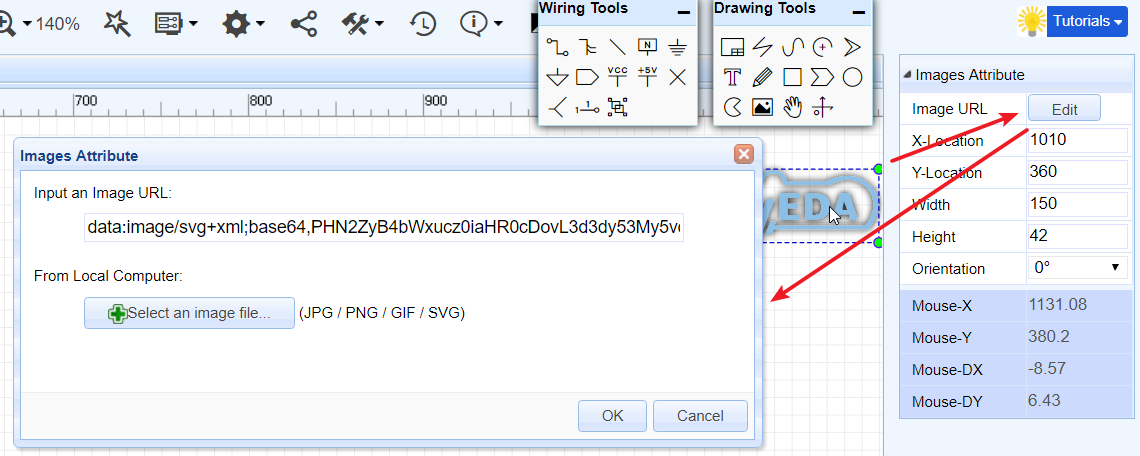 140%
Wiring Tools
Drawing Tools
Tutorials
N
VCC
+5V
1
T
700
800
900
Images Attribute
Image URL
Edit
X-Location
1010
Y-Location
360
Width
150
Height
42
Orientation
0°
Mouse-X
1131.08
Mouse-Y
380.2
Mouse-DX
-8.57
Mouse-DY
6.43
Images Attribute
Input an Image URL:
data:image/svg+xml;base64,PHN2ZyB4bWxucz0iaHR0cDovL3d3dy53My5v
From Local Computer:
Select an image file...
(JPG / PNG / GIF / SVG)
OK
Cancel
yEDA